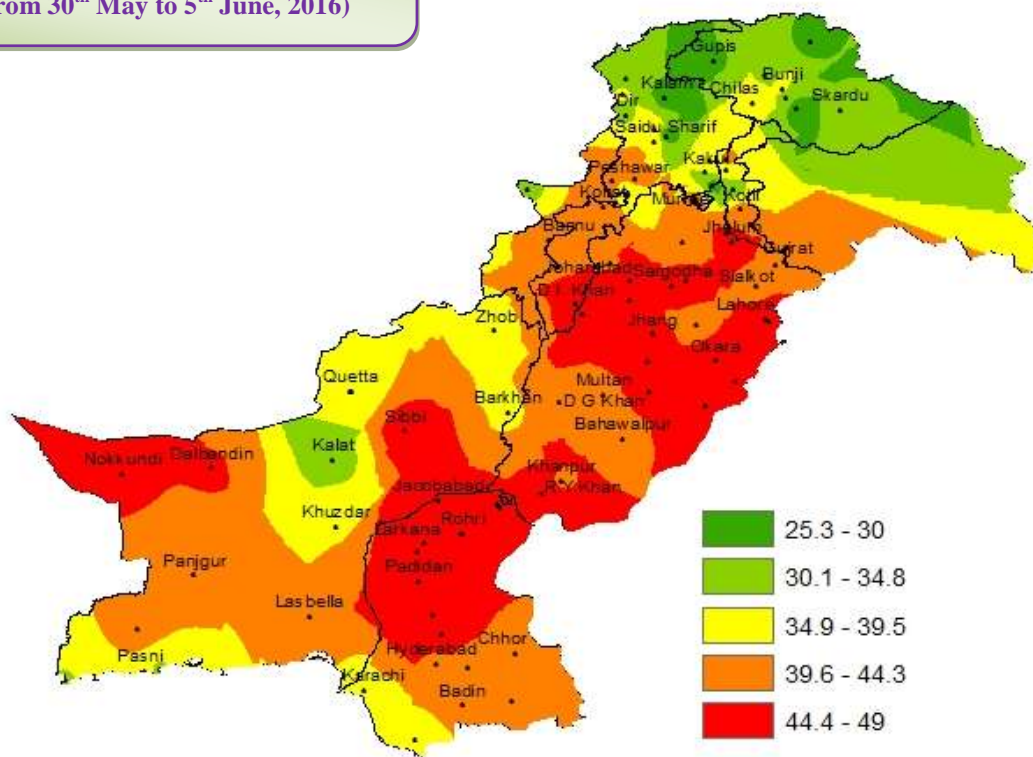 rom 30th May to 5th June, 2016)
Gupis
Bunji
Kalam
Chilas
Skardu
Dir
Saidu Sharif
Kakul
Peshawar
Kohat
Murree
Kotli
Bannu
Jhelum
Gujrat
Joharabad
Sargodha
Sialkot
D.I. Khan
Lahore
Zhob
Jhang
Okara
Quetta
Multan
Barkhan
D G Khan
Sibbi
Bahawalpur
Kalat
Nokkundi
Dalbandin
Khanpur
Jacobabad
R.Y.Khan
Khuzdar
Larkana
Rohri
Panjgur
Padidan
Lasbella
Chhor
Hyderabad
Pasni
Karachi
Badin
25.3 - 30
30.1 - 34.8
34.9 - 39.5
39.6 - 44.3
44.4 - 49